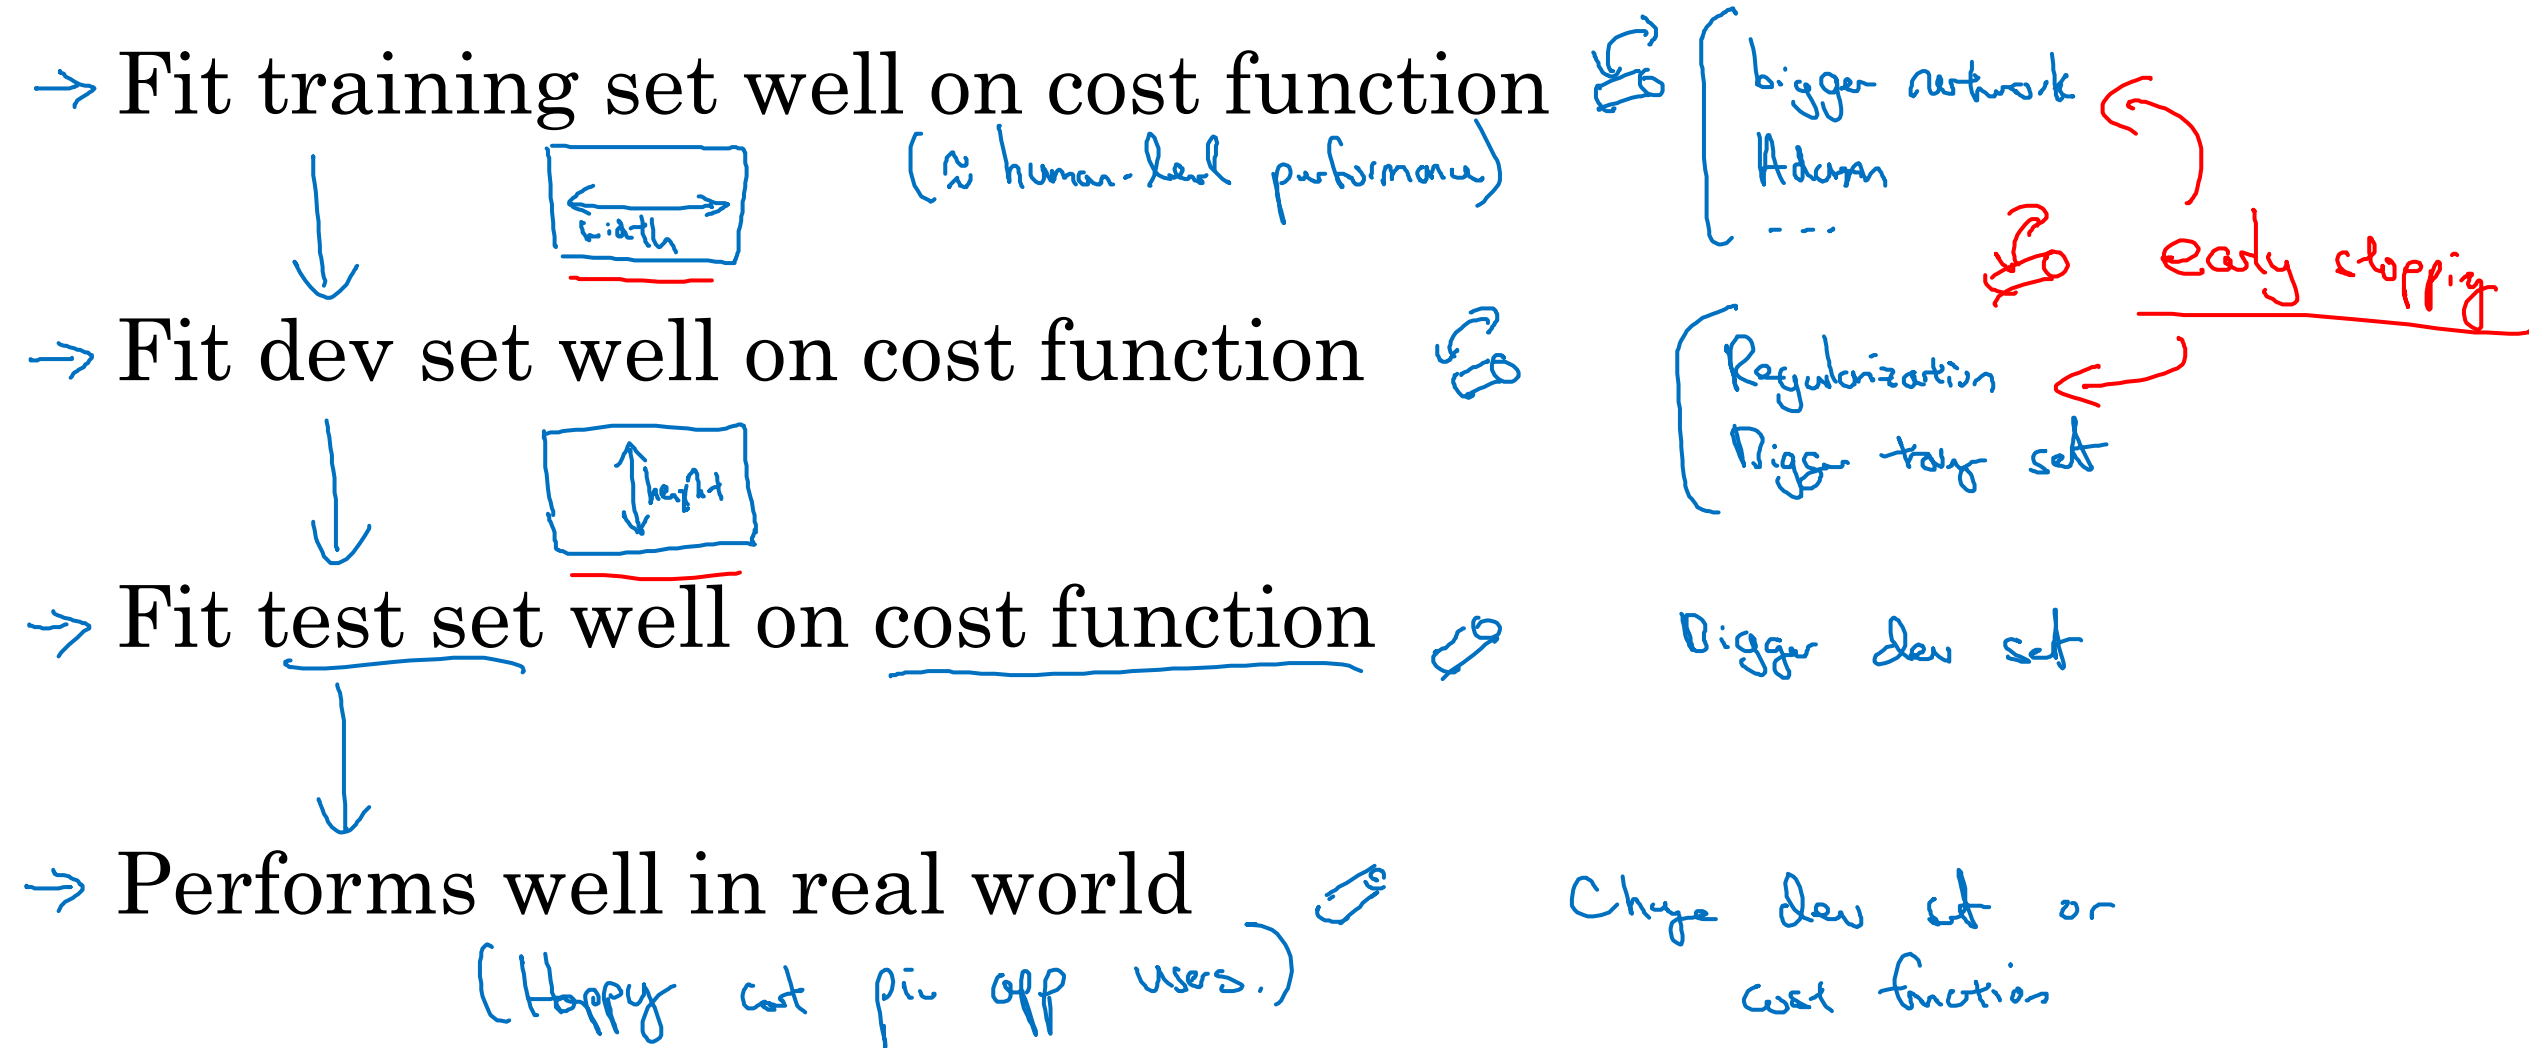 → Fit training set well on cost function
(≈ human-level performance)
bigger network
Adam
...
width
early stopping
→ Fit dev set well on cost function
Regularization
Bigger set
height
→ Fit test set well on cost function
Bigger dev set
→ Performs well in real world
(Happy cat pic app users.)
Change dev set or
cost function